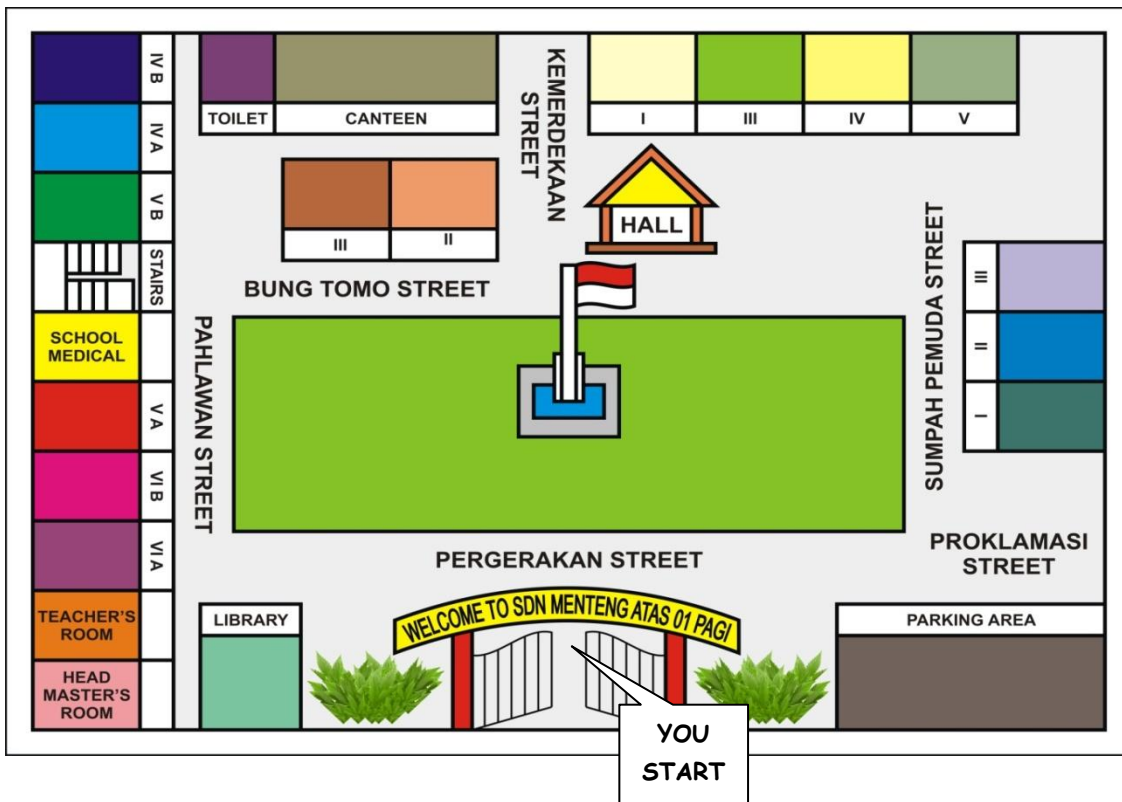 IV B
IV A
V B
STAIRS
SCHOOL
MEDICAL
V A
VI B
VI A
TEACHER'S
ROOM
HEAD
MASTER'S
ROOM
PAHLAWAN STREET
TOILET
CANTEEN
III
II
BUNG TOMO STREET
KEMERDEKAAN
STREET
I
III
IV
V
HALL
SUMPAH PEMUDA STREET
III
II
I
PERGERAKAN STREET
PROKLAMASI
STREET
LIBRARY
WELCOME TO SDN MENTENG ATAS 01 PAGI
PARKING AREA
YOU
START